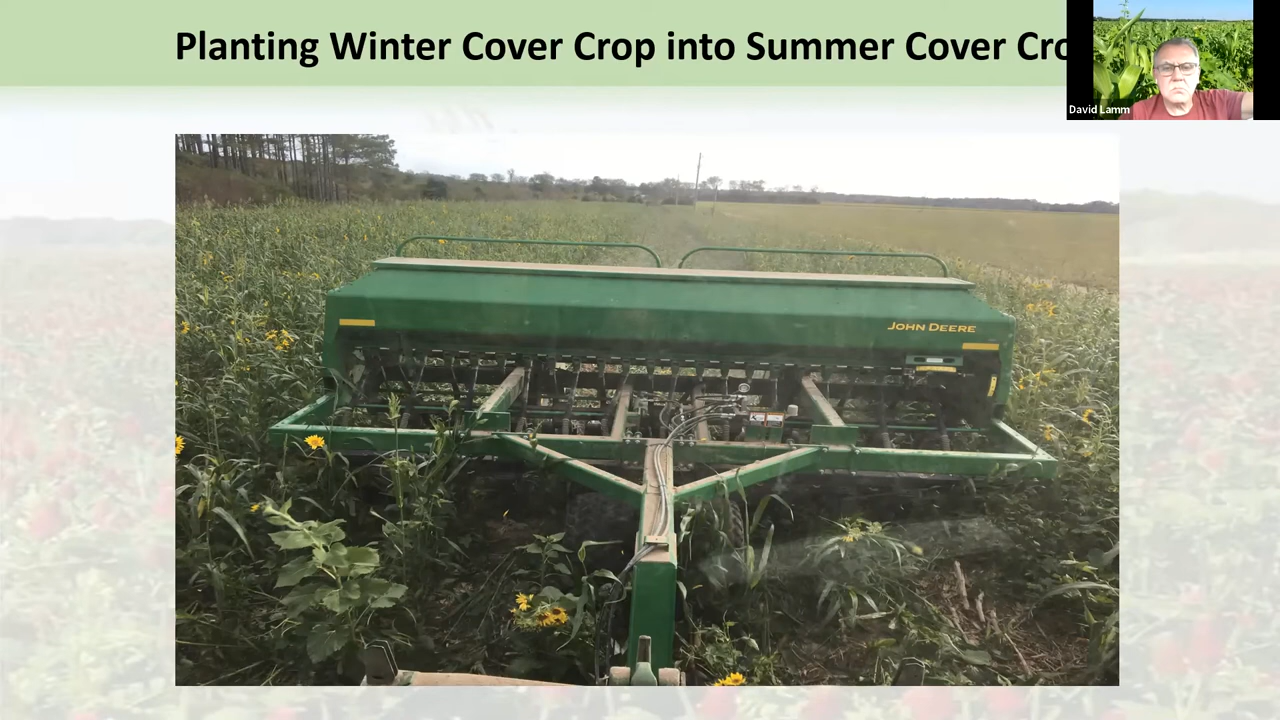 Planting Winter Cover Crop into Summer Cover Cro
David Lamm
JOHN DEERE